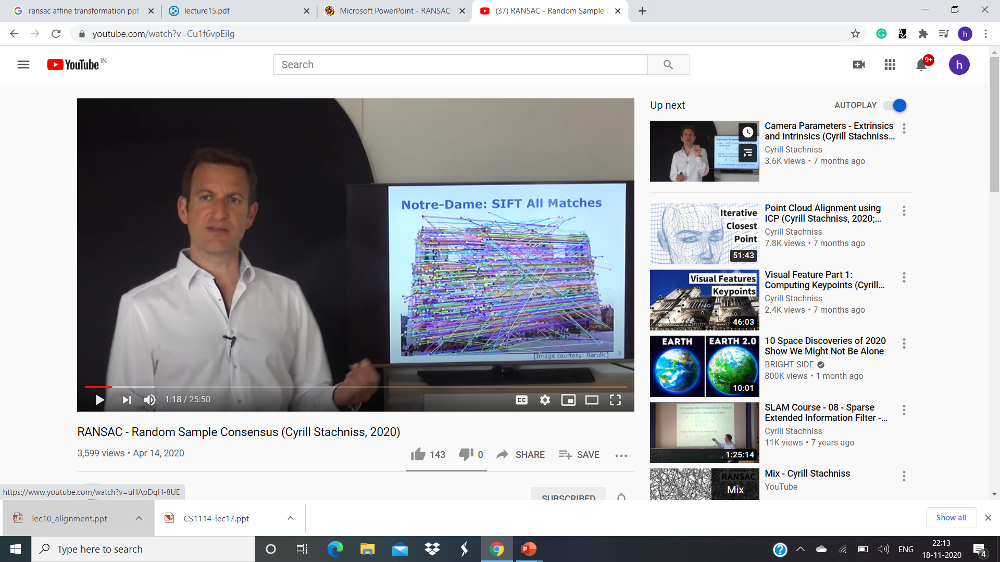 ransac affine transformation ppt
lecture15.pdf
Microsoft PowerPoint - RANSAC
(37) RANSAC - Random Sample
youtube.com/watch?v=Cu1f6vpEilg
h
YouTube IN
Search
9+
h
Notre-Dame: SIFT All Matches
[Image courtesy: Barulic]
3
1:18 / 25:50
CC
RANSAC - Random Sample Consensus (Cyrill Stachniss, 2020)
3,599 views • Apr 14, 2020
143
0
SHARE
SAVE
SUBSCRIBED
Up next
AUTOPLAY
Camera Parameters - Extrinsics
and Intrinsics (Cyrill Stachniss...
Cyrill Stachniss
3.6K views • 7 months ago
Iterative
Closest
Point
51:43
Point Cloud Alignment using
ICP (Cyrill Stachniss, 2020;...
Cyrill Stachniss
7.8K views • 7 months ago
Visual Features
Keypoints
46:03
Visual Feature Part 1:
Computing Keypoints (Cyrill...
Cyrill Stachniss
2.4K views • 7 months ago
EARTH
EARTH 2.0
10:01
10 Space Discoveries of 2020
Show We Might Not Be Alone
BRIGHT SIDE
800K views • 1 month ago
Compute the Information Matrix
1:25:14
SLAM Course - 08 - Sparse
Extended Information Filter -...
Cyrill Stachniss
11K views • 7 years ago
RANSAC
Mix
Mix - Cyrill Stachniss
YouTube
https://www.youtube.com/watch?v=uHApDqH-8UE
lec10_alignment.ppt
CS1114-lec17.ppt
Show all
Type here to search
ENG
22:13
18-11-2020
4